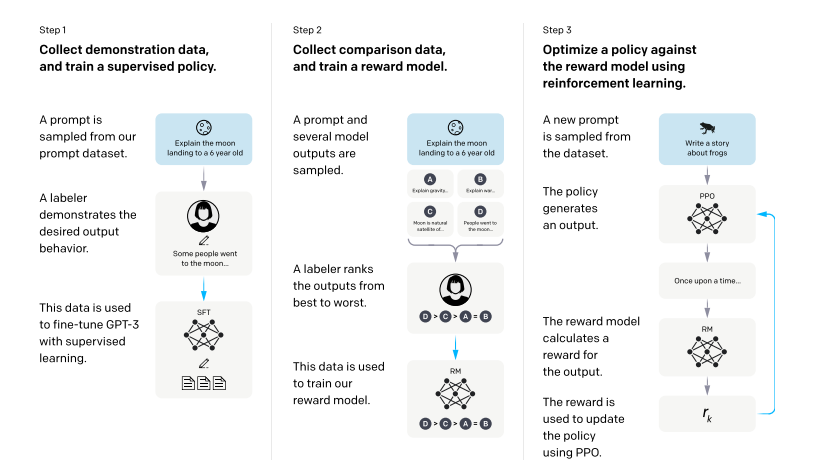 Step 1
Collect demonstration data,
and train a supervised policy.
A prompt is
sampled from our
prompt dataset.
Explain the moon
landing to a 6 year old
A labeler
demonstrates the
desired output
behavior.
Some people went
to the moon...
This data is used
to fine-tune GPT-3
with supervised
learning.
SFT
Step 2
Collect comparison data,
and train a reward model.
A prompt and
several model
outputs are
sampled.
Explain the moon
landing to a 6 year old
A
Explain gravity...
B
Explain war...
C
Moon is natural
satellite of...
D
People went to
the moon...
A labeler ranks
the outputs from
best to worst.
D > C > A = B
This data is used
to train our
reward model.
RM
D > C > A = B
Step 3
Optimize a policy against
the reward model using
reinforcement learning.
A new prompt
is sampled from
the dataset.
Write a story
about frogs
The policy
generates
an output.
PPO
Once upon a time...
The reward model
calculates a
reward for
the output.
RM
The reward is
used to update
the policy
using PPO.
r_k